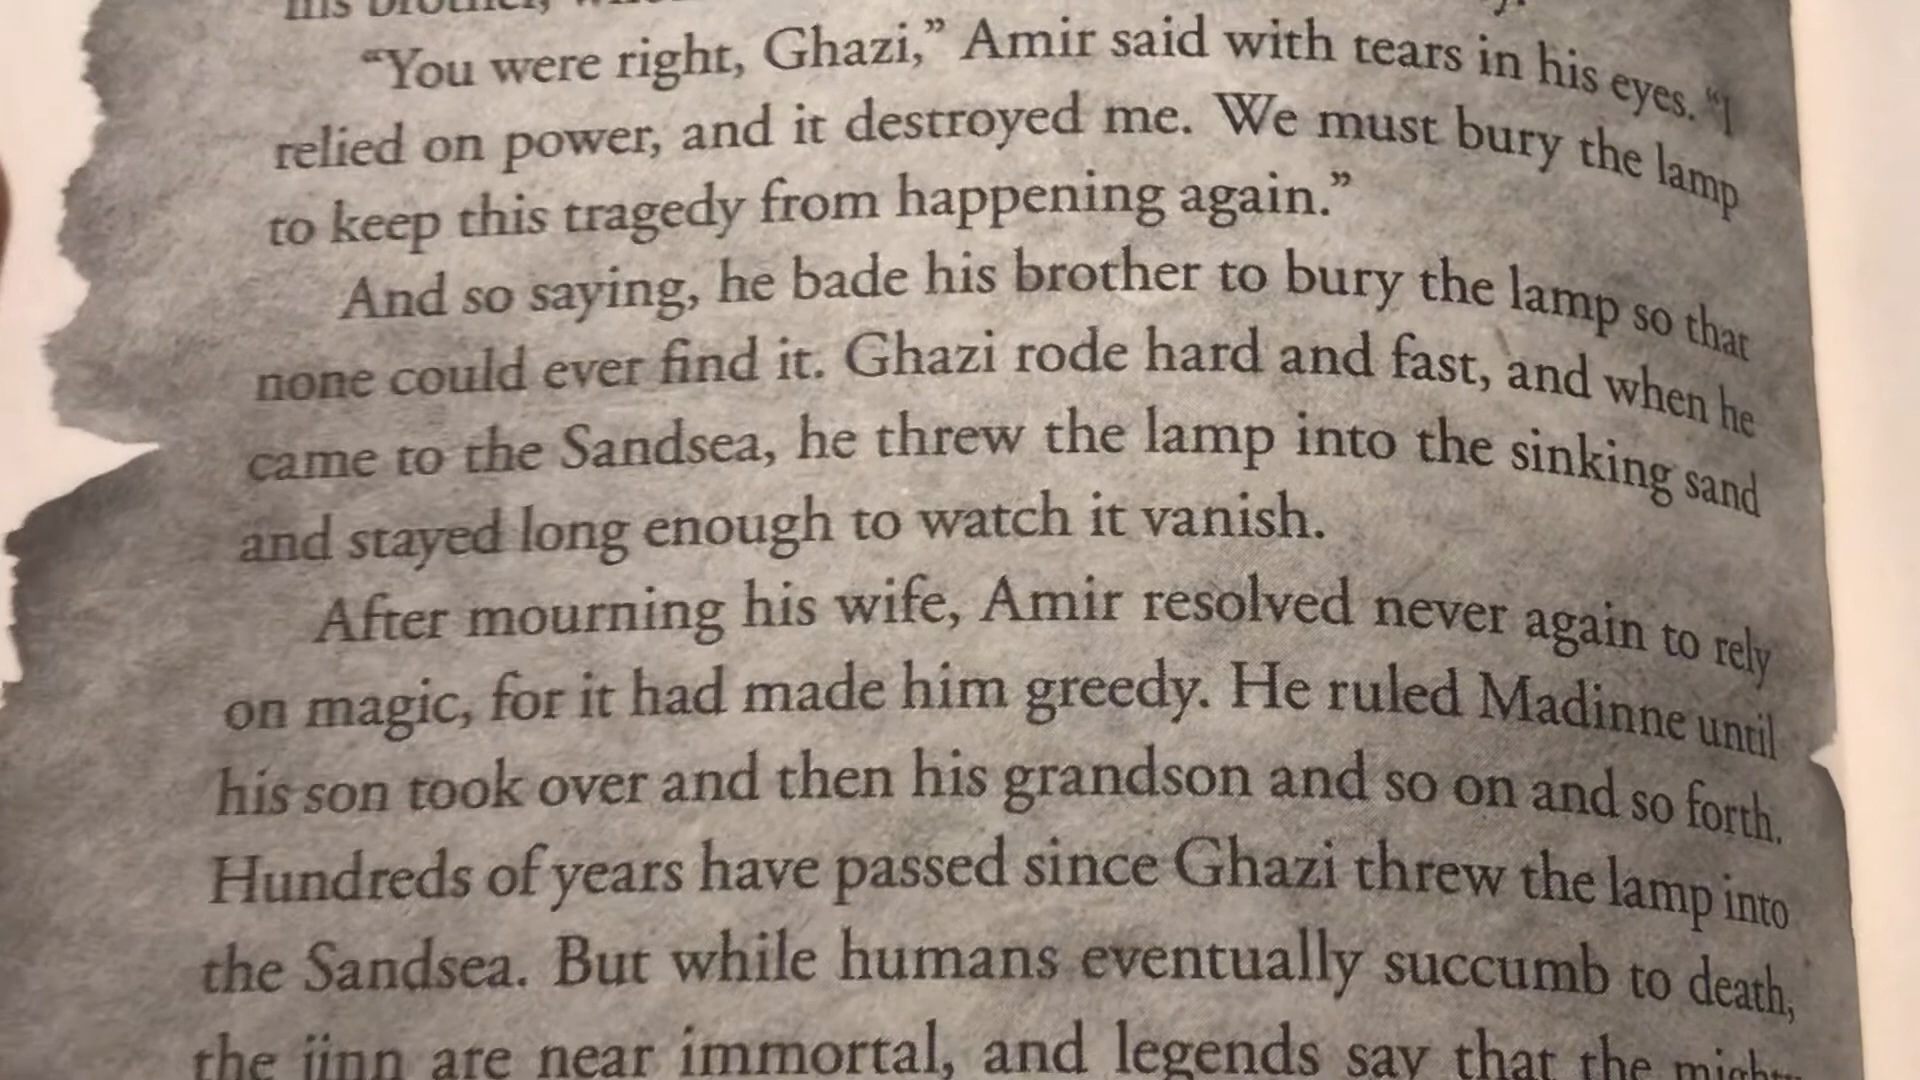 his brother,
“You were right, Ghazi,” Amir said with tears in his eyes. “I
relied on power, and it destroyed me. We must bury the lamp
to keep this tragedy from happening again.”
And so saying, he bade his brother to bury the lamp so that
none could ever find it. Ghazi rode hard and fast, and when he
came to the Sandsea, he threw the lamp into the sinking sand
and stayed long enough to watch it vanish.
After mourning his wife, Amir resolved never again to rely
on magic, for it had made him greedy. He ruled Madinne until
his son took over and then his grandson and so on and so forth.
Hundreds of years have passed since Ghazi threw the lamp into
the Sandsea. But while humans eventually succumb to death,
the jinn are near immortal, and legends say that the